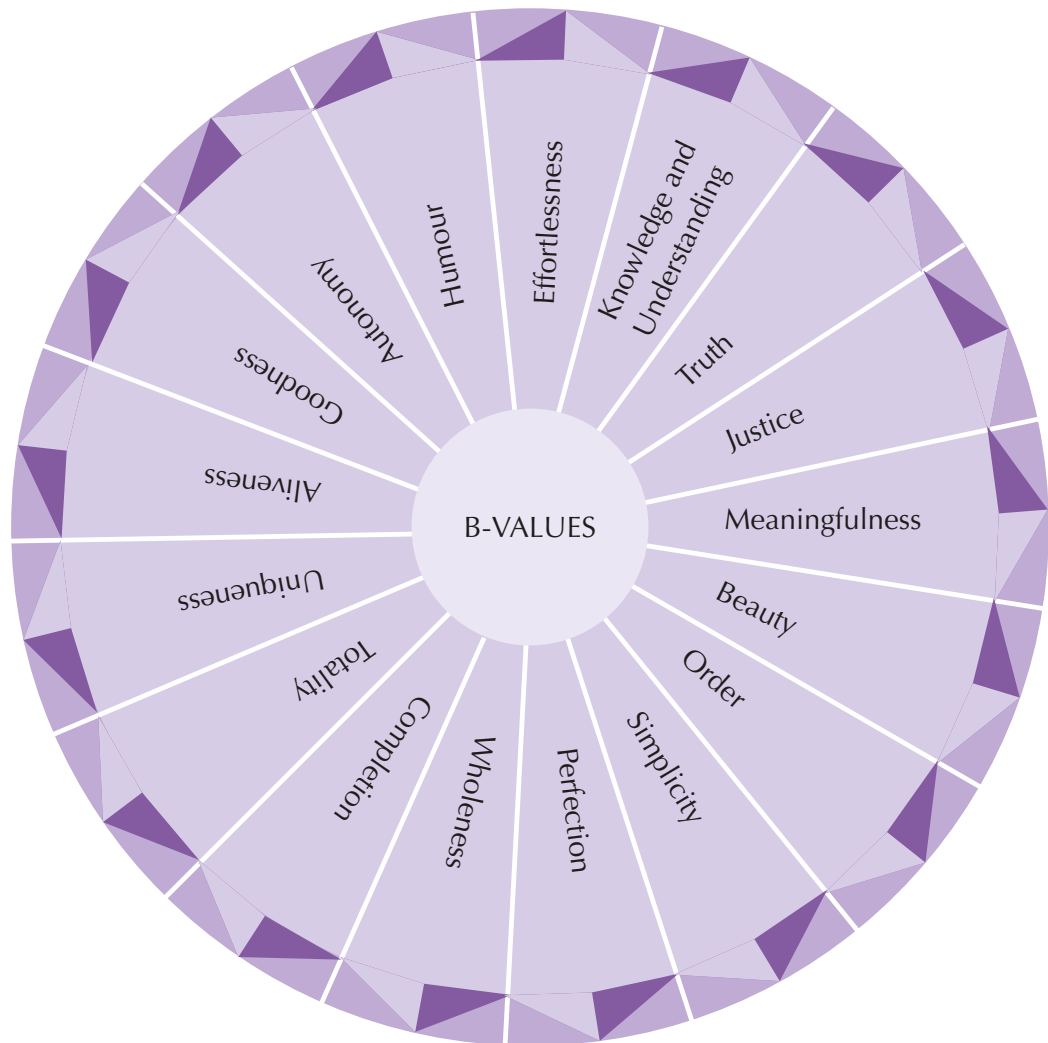 Effortlessness
Knowledge and
Understanding
Truth
Justice
Meaningfulness
Beauty
Order
Simplicity
Perfection
Wholeness
Completion
Totality
Uniqueness
Aliveness
Goodness
Autonomy
Humour
B-VALUES